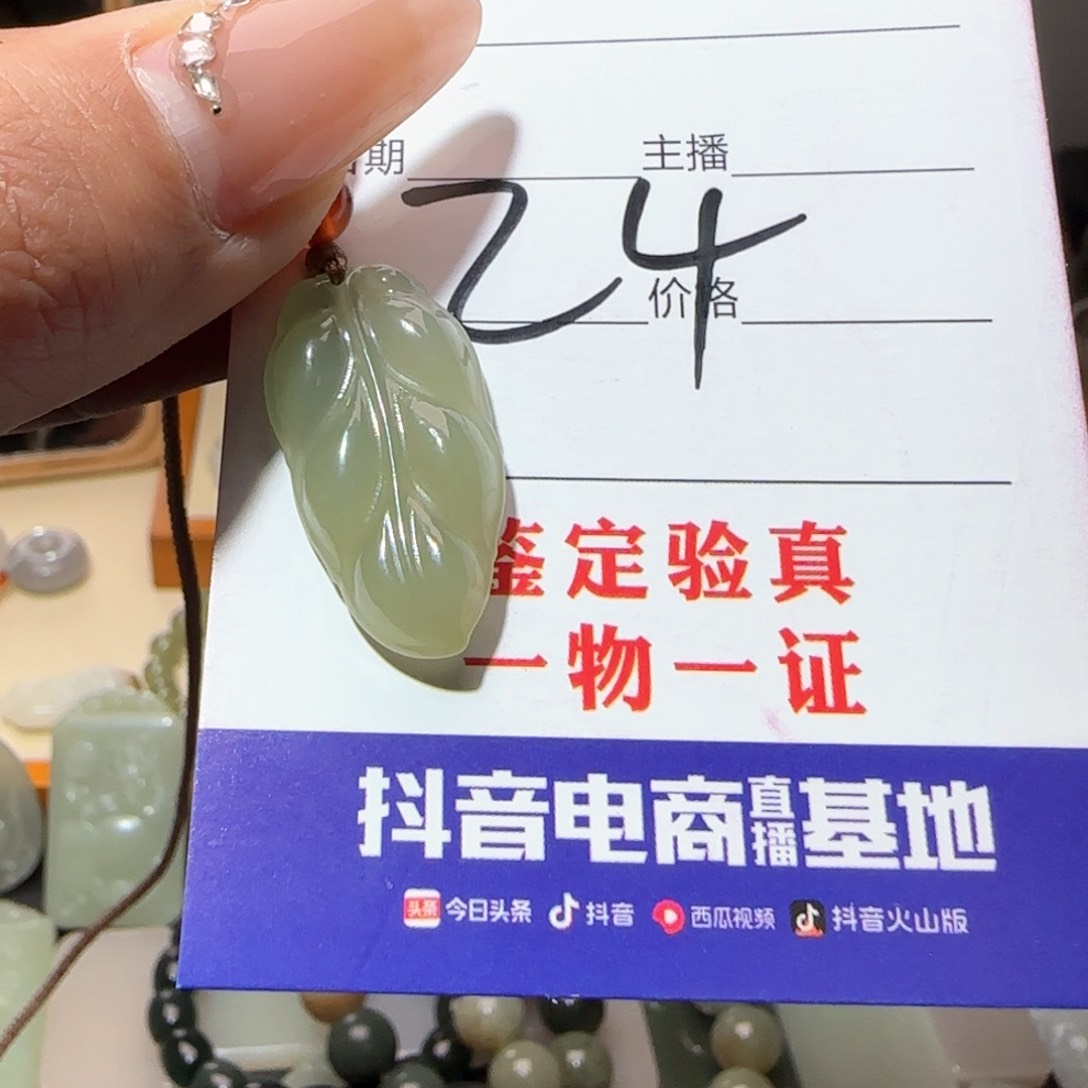 日期 主播
24
价格
鉴定验真
一物一证
抖音电商直播基地
头条 今日头条 抖音 西瓜视频 抖音火山版